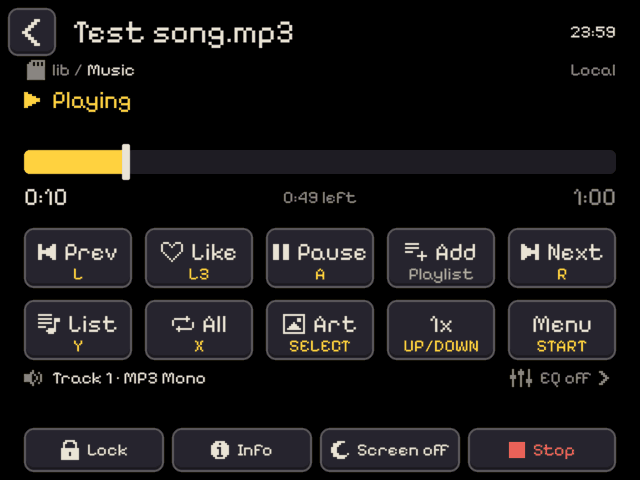 Test song.mp3
23:59
lib / Music
Local
Playing
0:10
0:49 left
1:00
Prev
L
Like
L3
Pause
A
Add
Playlist
Next
R
List
Y
All
X
Art
SELECT
1x
UP/DOWN
Menu
START
Track 1 · MP3 Mono
EQ off
Lock
Info
Screen off
Stop